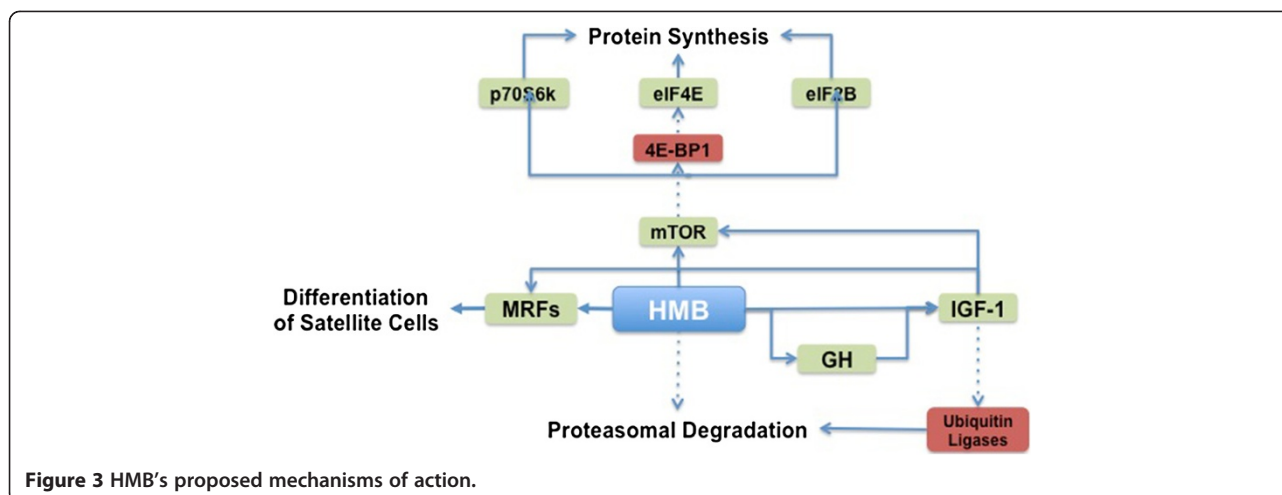 Protein Synthesis
p70S6k
eIF4E
eIF2B
4E-BP1
mTOR
Differentiation
of Satellite Cells
MRFs
HMB
IGF-1
GH
Proteasomal Degradation
Ubiquitin
Ligases
Figure 3 HMB's proposed mechanisms of action.